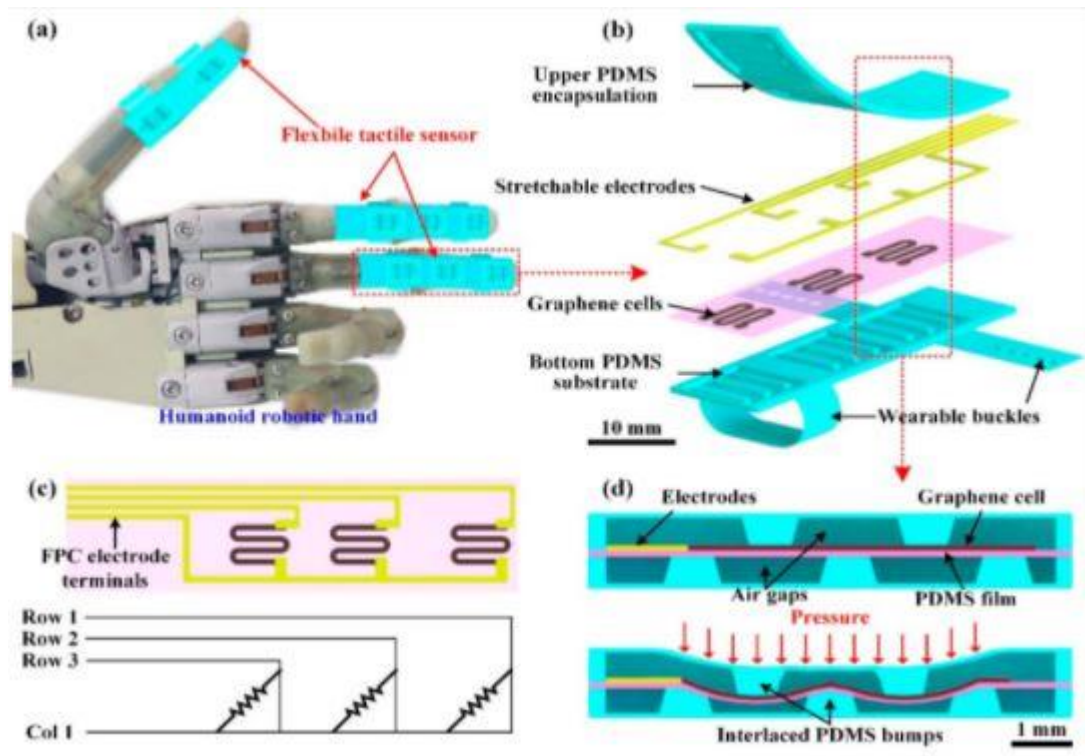 (a)
Flexbile tactile sensor
Humanoid robotic hand
(b)
Upper PDMS
encapsulation
Stretchable electrodes
Graphene cells
Bottom PDMS
substrate
Wearable buckles
10 mm
(c)
FPC electrode
terminals
Row 1
Row 2
Row 3
Col 1
(d)
Electrodes
Graphene cell
Air gaps
PDMS film
Pressure
Interlaced PDMS bumps
1 mm